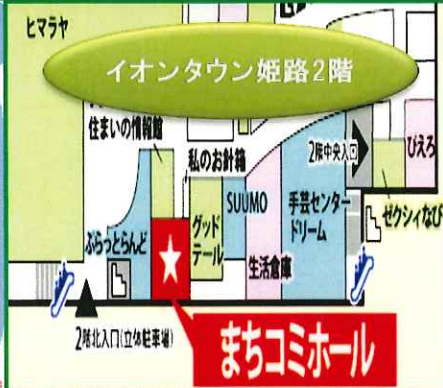 ヒマラヤ
イオンタウン姫路2階
住まいの情報館
私のお針箱
2階中央入口
ぴえろ
ぷらっとらんど
グッド
テール
SUUMO
手芸センター
ドリーム
ゼクシィなび
生活倉庫
2階北入口(立体駐車場)
まちコミホール